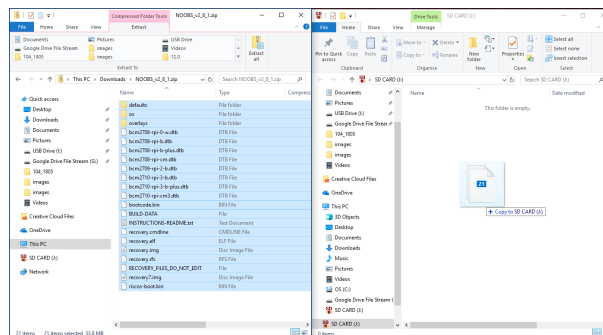 Compressed Folder Tools
NOOBS_v2_8_1.zip
File
Home
Share
View
Extract
Documents
Pictures
USB Drive
Google Drive File Stream
images
Videos
104_1805
images
12.0
Extract To
Extract
all
This PC
Downloads
NOOBS_v2_8_1.zip
Search NOOBS_v2_8_1.zip
Name
Type
Compress
Quick access
Desktop
Downloads
Documents
Pictures
USB Drive (I:)
Google Drive File Stream (G:)
104_1805
images
images
Videos
Creative Cloud Files
OneDrive
This PC
SD CARD (J:)
Network
defaults
File folder
os
File folder
overlays
File folder
bcm2708-rpi-0-w.dtb
DTB File
bcm2708-rpi-b.dtb
DTB File
bcm2708-rpi-b-plus.dtb
DTB File
bcm2708-rpi-cm.dtb
DTB File
bcm2709-rpi-2-b.dtb
DTB File
bcm2710-rpi-3-b.dtb
DTB File
bcm2710-rpi-3-b-plus.dtb
DTB File
bcm2710-rpi-cm3.dtb
DTB File
bootcode.bin
BIN File
BUILD-DATA
File
INSTRUCTIONS-README.txt
Text Document
recovery.cmdline
CMDLINE File
recovery.elf
ELF File
recovery.img
Disc Image File
recovery.rfs
RFS File
RECOVERY_FILES_DO_NOT_EDIT
File
recovery7.img
Disc Image File
riscos-boot.bin
BIN File
21 items
21 items selected 33.8 MB
Drive Tools
SD CARD (J:)
File
Home
Share
View
Manage
Pin to Quick
access
Copy
Paste
Clipboard
Move to
Copy to
Delete
Rename
Organise
New
folder
New
Properties
Open
Select all
Select none
Invert selection
Select
SD CARD (J:)
Search SD CARD (J:)
Name
Date modified
This folder is empty.
Documents
Pictures
USB Drive (I:)
Google Drive File Stream
104_1805
images
images
Videos
Creative Cloud Files
OneDrive
This PC
3D Objects
Desktop
Documents
Downloads
Music
Pictures
Videos
OS (C:)
Google Drive File Stream (
SD CARD (J:)
SD CARD (J:)
21
+ Copy to SD CARD (J:)
0 items